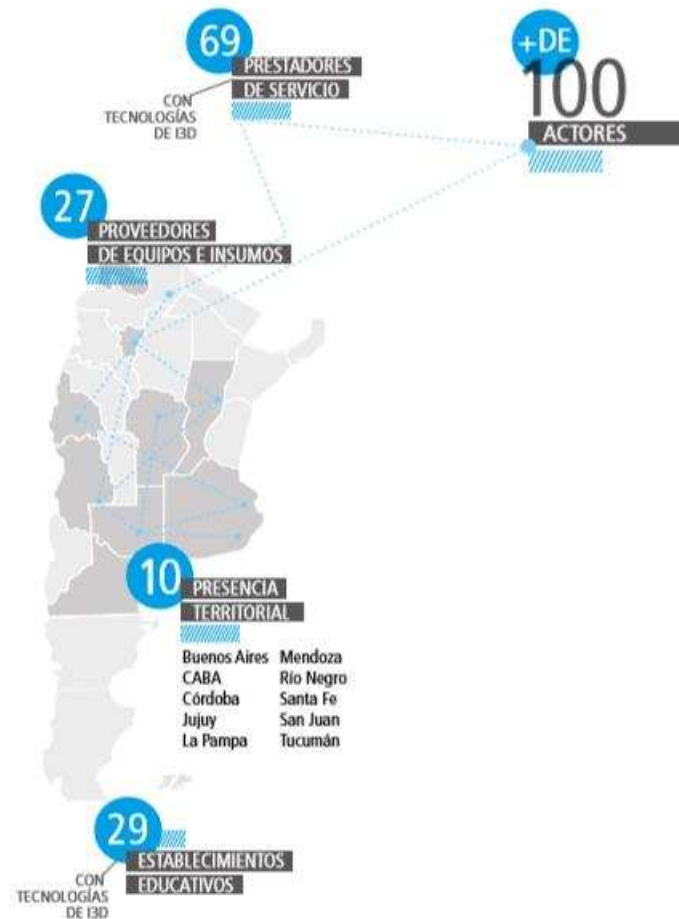 69
PRESTADORES
DE SERVICIO
CON
TECNOLOGÍAS
DE I3D
+DE
100
ACTORES
27
PROVEEDORES
DE EQUIPOS E INSUMOS
10
PRESENCIA
TERRITORIAL
Buenos Aires Mendoza
CABA Río Negro
Córdoba Santa Fe
Jujuy San Juan
La Pampa Tucumán
29
ESTABLECIMIENTOS
EDUCATIVOS
CON
TECNOLOGÍAS
DE I3D